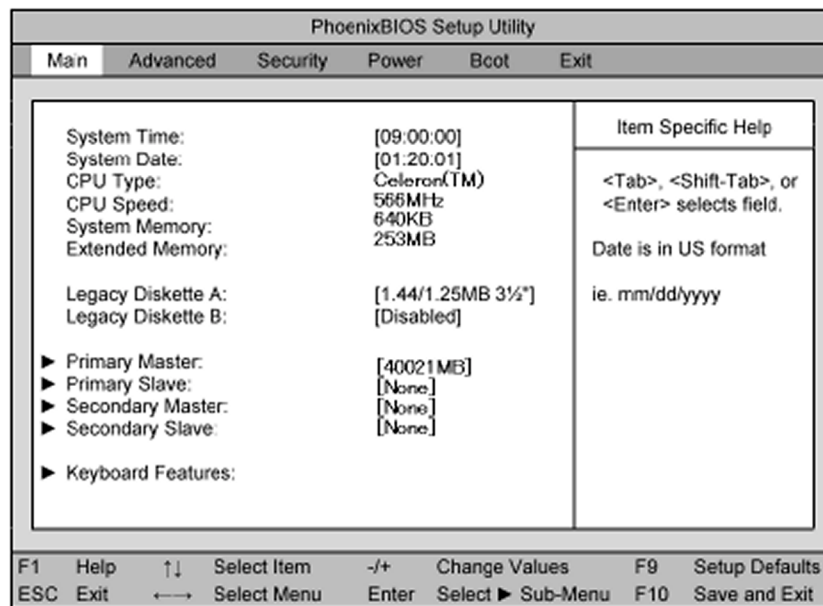 PhoenixBIOS Setup Utility
Main Advanced Security Power Boot Exit
System Time: [09:00:00]
System Date: [01:20:01]
CPU Type: Celeron(TM)
CPU Speed: 566MHz
System Memory: 640KB
Extended Memory: 253MB
Legacy Diskette A: [1.44/1.25MB 3½"]
Legacy Diskette B: [Disabled]
► Primary Master: [40021MB]
► Primary Slave: [None]
► Secondary Master: [None]
► Secondary Slave: [None]
► Keyboard Features:
Item Specific Help
<Tab>, <Shift-Tab>, or
<Enter> selects field.
Date is in US format
ie. mm/dd/yyyy
F1 Help ↑↓ Select Item -/+ Change Values F9 Setup Defaults
ESC Exit ←→ Select Menu Enter Select ► Sub-Menu F10 Save and Exit